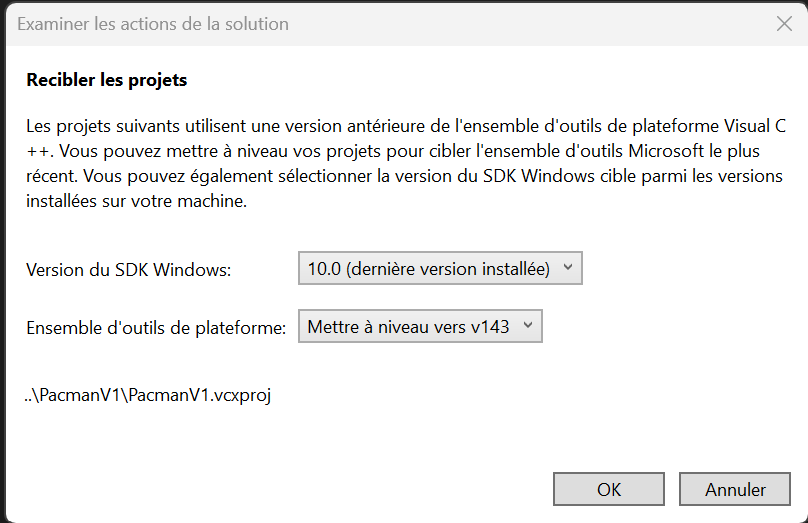 Examiner les actions de la solution
Recibler les projets
Les projets suivants utilisent une version antérieure de l'ensemble d'outils de plateforme Visual C
++. Vous pouvez mettre à niveau vos projets pour cibler l'ensemble d'outils Microsoft le plus
récent. Vous pouvez également sélectionner la version du SDK Windows cible parmi les versions
installées sur votre machine.
Version du SDK Windows: 10.0 (dernière version installée)
Ensemble d'outils de plateforme: Mettre à niveau vers v143
..\PacmanV1\PacmanV1.vcxproj
OK Annuler